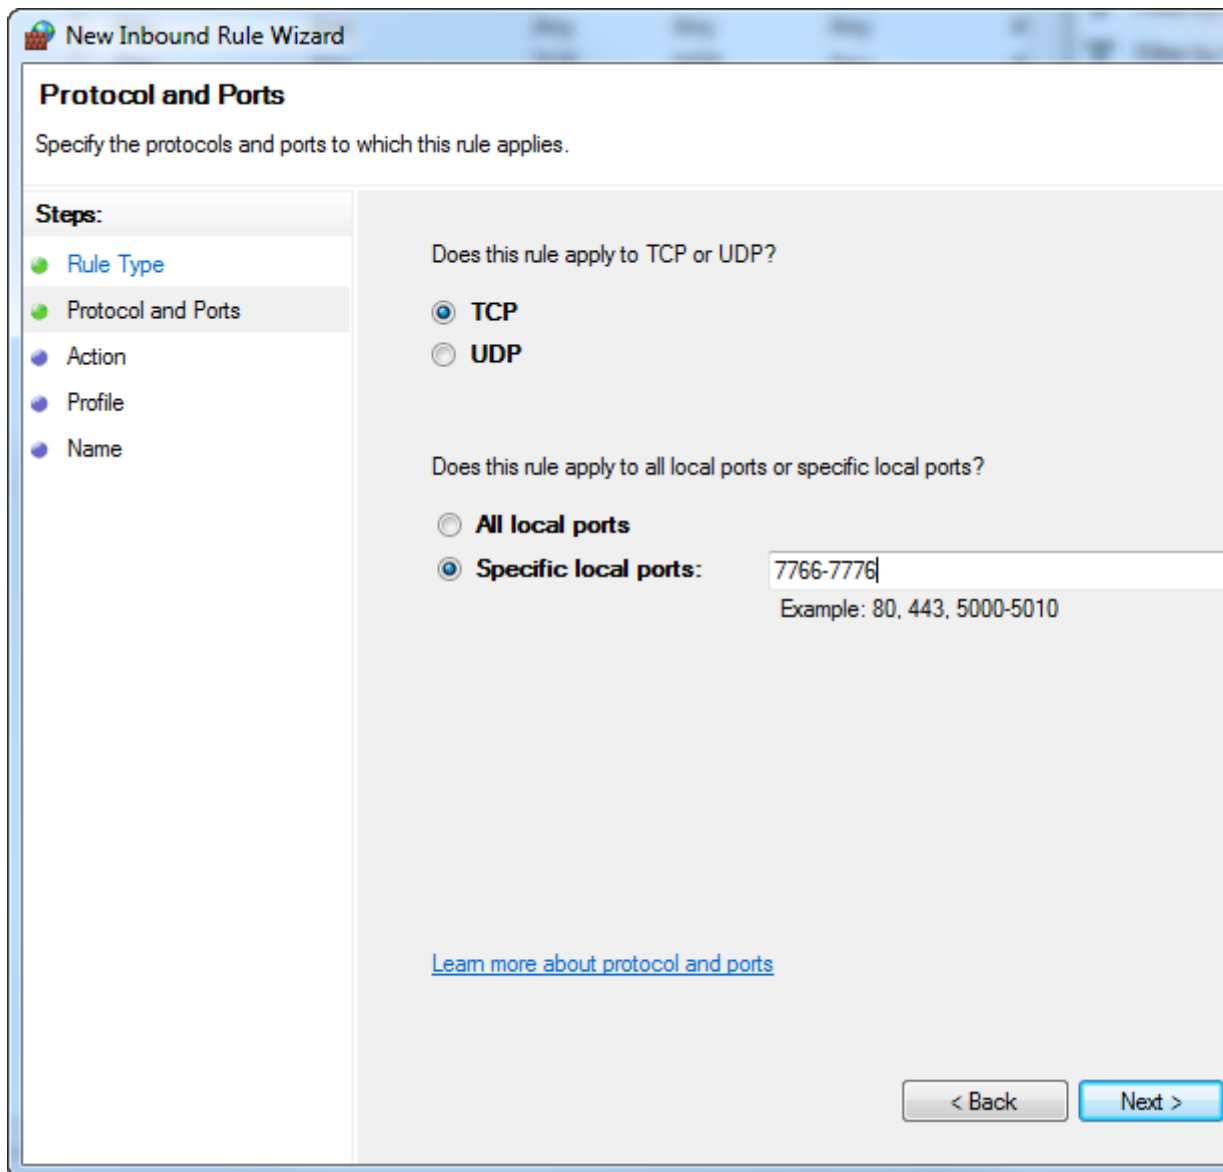 New Inbound Rule Wizard
Protocol and Ports
Specify the protocols and ports to which this rule applies.
Steps:
Rule Type
Protocol and Ports
Action
Profile
Name
Does this rule apply to TCP or UDP?
TCP
UDP
Does this rule apply to all local ports or specific local ports?
All local ports
Specific local ports: 7766-7776
Example: 80, 443, 5000-5010
Learn more about protocol and ports
< Back Next >